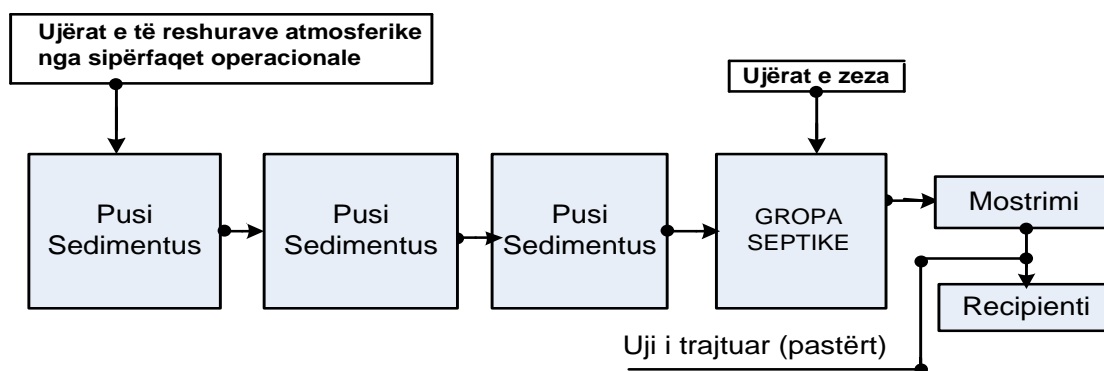 Ujërat e të reshurave atmosferike
nga sipërfaqet operacionale
Ujërat e zeza
Pusi
Sedimentus
Pusi
Sedimentus
Pusi
Sedimentus
GROPA
SEPTIKE
Mostrimi
Recipienti
Uji i trajtuar (pastërt)